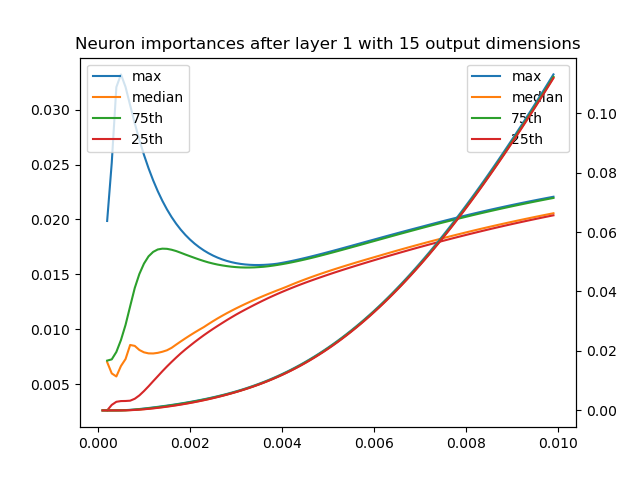 Neuron importances after layer 1 with 15 output dimensions
max
median
75th
25th
max
median
75th
25th
0.030
0.025
0.020
0.015
0.010
0.005
0.10
0.08
0.06
0.04
0.02
0.00
0.000 0.002 0.004 0.006 0.008 0.010